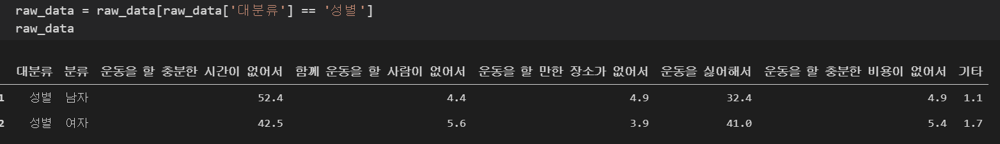 raw_data = raw_data[raw_data['대분류'] == '성별']
raw_data
대분류 분류 운동을 할 충분한 시간이 없어서 함께 운동을 할 사람이 없어서 운동을 할 만한 장소가 없어서 운동을 싫어해서 운동을 할 충분한 비용이 없어서 기타
1 성별 남자 52.4 4.4 4.9 32.4 4.9 1.1
2 성별 여자 42.5 5.6 3.9 41.0 5.4 1.7